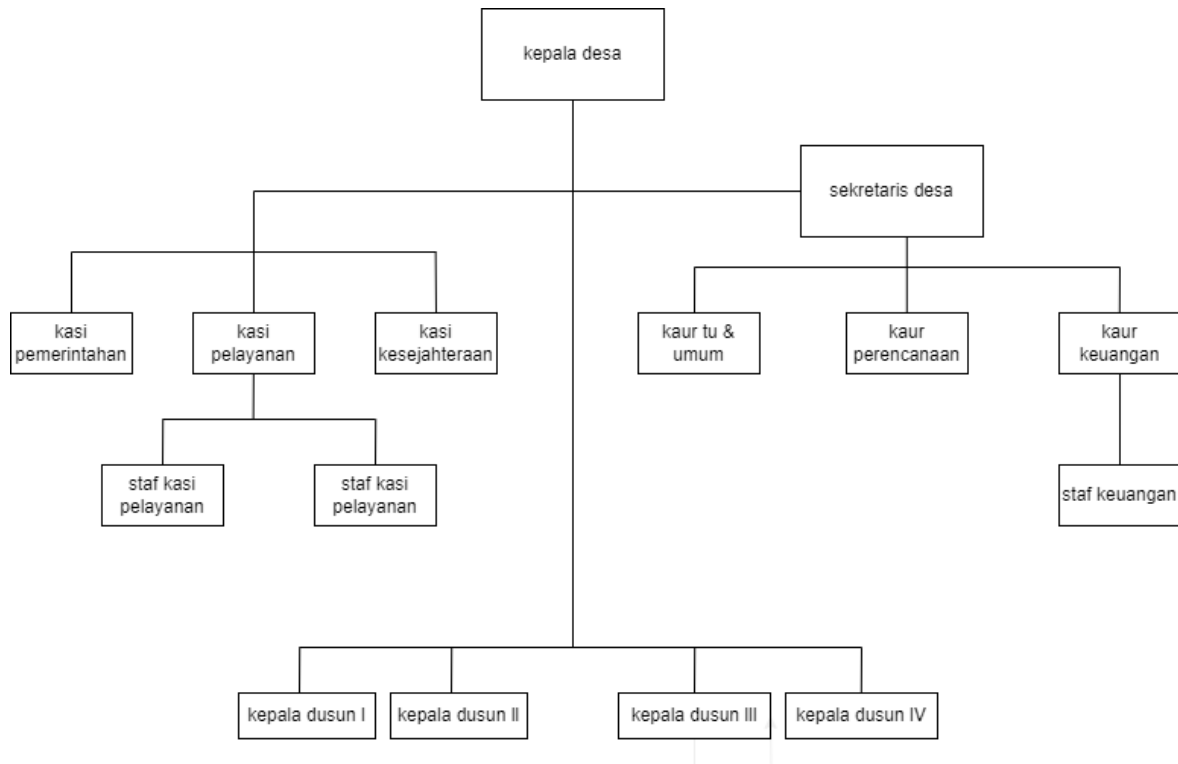 kepala desa
sekretaris desa
kasi
pemerintahan
kasi
pelayanan
kasi
kesejahteraan
kaur tu &
umum
kaur
perencanaan
kaur
keuangan
staf kasi
pelayanan
staf kasi
pelayanan
staf keuangan
kepala dusun I
kepala dusun II
kepala dusun III
kepala dusun IV